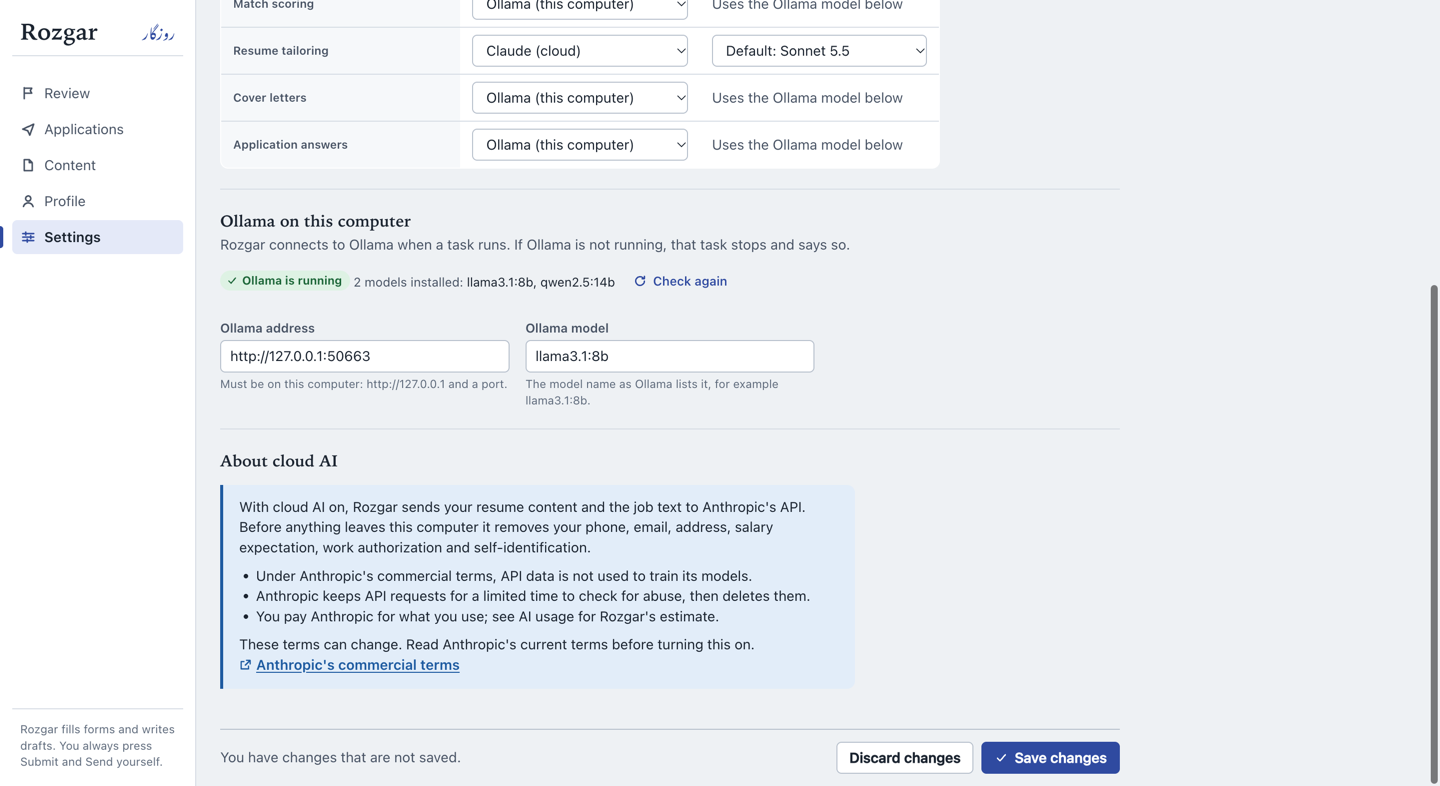 Rozgar روزگار
Review
Applications
Content
Profile
Settings
Rozgar fills forms and writes
drafts. You always press
Submit and Send yourself.
Match scoring Ollama (this computer) Uses the Ollama model below
Resume tailoring Claude (cloud) Default: Sonnet 5.5
Cover letters Ollama (this computer) Uses the Ollama model below
Application answers Ollama (this computer) Uses the Ollama model below
Ollama on this computer
Rozgar connects to Ollama when a task runs. If Ollama is not running, that task stops and says so.
Ollama is running 2 models installed: llama3.1:8b, qwen2.5:14b Check again
Ollama address Ollama model
http://127.0.0.1:50663 llama3.1:8b
Must be on this computer: http://127.0.0.1 and a port. The model name as Ollama lists it, for example
llama3.1:8b.
About cloud AI
With cloud AI on, Rozgar sends your resume content and the job text to Anthropic's API.
Before anything leaves this computer it removes your phone, email, address, salary
expectation, work authorization and self-identification.
• Under Anthropic's commercial terms, API data is not used to train its models.
• Anthropic keeps API requests for a limited time to check for abuse, then deletes them.
• You pay Anthropic for what you use; see AI usage for Rozgar's estimate.
These terms can change. Read Anthropic's current terms before turning this on.
Anthropic's commercial terms
You have changes that are not saved. Discard changes Save changes